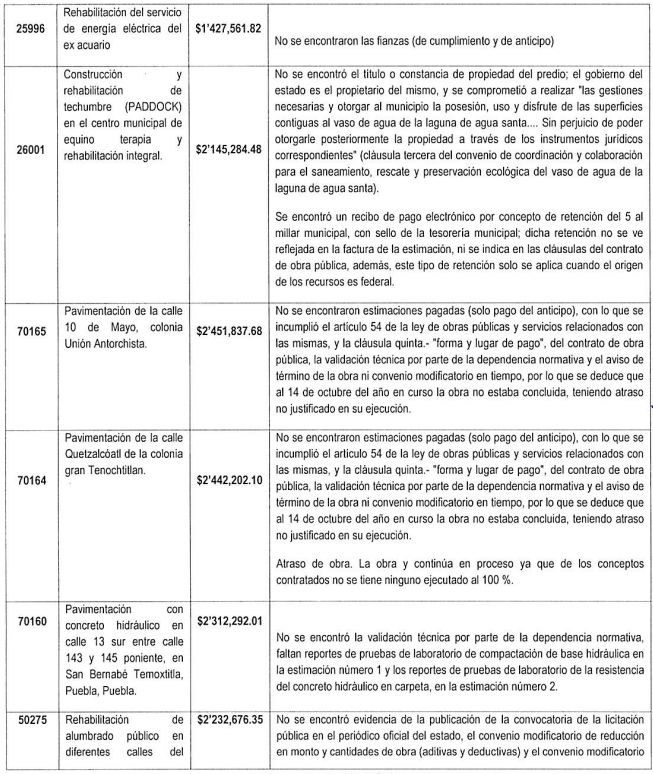 25996
Rehabilitación del servicio
de energía eléctrica del
ex acuario
$1'427,561.82
No se encontraron las fianzas (de cumplimiento y de anticipo)
26001
Construcción y
rehabilitación de
techumbre (PADDOCK)
en el centro municipal de
equino terapia y
rehabilitación integral.
$2'145,284.48
No se encontró el titulo o constancia de propiedad del predio; el gobierno del
estado es el propietario del mismo, y se comprometió a realizar "las gestiones
necesarias y otorgar al municipio la posesión, uso y disfrute de las superficies
contiguas al vaso de agua de la laguna de agua santa.... Sin perjuicio de poder
otorgarle posteriormente la propiedad a través de los instrumentos jurídicos
correspondientes" (cláusula tercera del convenio de coordinación y colaboración
para el saneamiento, rescate y preservación ecológica del vaso de agua de la
laguna de agua santa).
Se encontró un recibo de pago electrónico por concepto de retención del 5 al
millar municipal, con sello de la tesorería municipal; dicha retención no se ve
reflejada en la factura de la estimación, ni se indica en las cláusulas del contrato
de obra pública, además, este tipo de retención solo se aplica cuando el origen
de los recursos es federal.
70165
Pavimentación de la calle
10 de Mayo, colonia
Unión Antorchista.
$2'451,837.68
No se encontraron estimaciones pagadas (solo pago del anticipo), con lo que se
incumplió el artículo 54 de la ley de obras públicas y servicios relacionados con
las mismas, y la cláusula quinta.- "forma y lugar de pago", del contrato de obra
pública, la validación técnica por parte de la dependencia normativa y el aviso de
término de la obra ni convenio modificatorio en tiempo, por lo que se deduce que
al 14 de octubre del año en curso la obra no estaba concluida, teniendo atraso
no justificado en su ejecución.
70164
Pavimentación de la calle
Quetzalcóatl de la colonia
gran Tenochtitlan.
$2'442,202.10
No se encontraron estimaciones pagadas (solo pago del anticipo), con lo que se
incumplió el artículo 54 de la ley de obras públicas y servicios relacionados con
las mismas, y la cláusula quinta.- "forma y lugar de pago", del contrato de obra
pública, la validación técnica por parte de la dependencia normativa y el aviso de
término de la obra ni convenio modificatorio en tiempo, por lo que se deduce que
al 14 de octubre del año en curso la obra no estaba concluida, teniendo atraso
no justificado en su ejecución.
Atraso de obra. La obra y continúa en proceso ya que de los conceptos
contratados no se tiene ninguno ejecutado al 100 %.
70160
Pavimentación con
concreto hidráulico en
calle 13 sur entre calle
143 y 145 poniente, en
San Bernabé Temoxtitla,
Puebla, Puebla.
$2'312,292.01
No se encontró la validación técnica por parte de la dependencia normativa,
faltan reportes de pruebas de laboratorio de compactación de base hidráulica en
la estimación número 1 y los reportes de pruebas de laboratorio de la resistencia
del concreto hidráulico en carpeta, en la estimación número 2.
50275
Rehabilitación de
alumbrado público en
diferentes calles del
$2'232,676.35
No se encontró evidencia de la publicación de la convocatoria de la licitación
pública en el periódico oficial del estado, el convenio modificatorio de reducción
en monto y cantidades de obra (aditivas y deductivas) y el convenio modificatorio